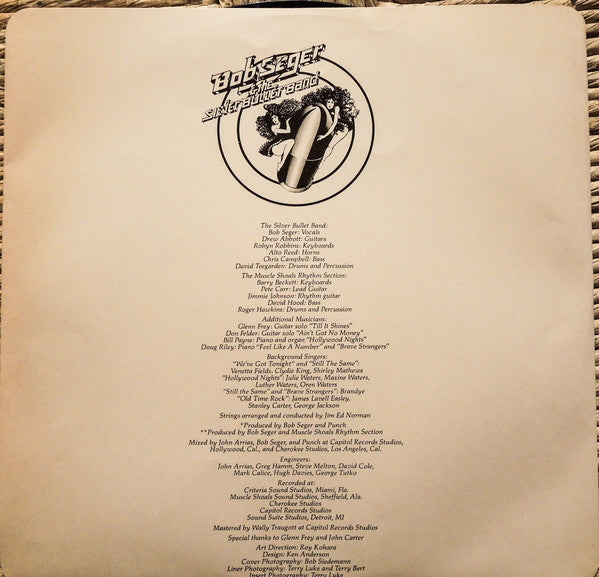 Bob Seger
& the
Silver Bullet Band
The Silver Bullet Band:
Bob Seger: Vocals
Drew Abbott: Guitars
Robyn Robbins: Keyboards
Alto Reed: Horns
Chris Campbell: Bass
David Teegarden: Drums and Percussion
The Muscle Shoals Rhythm Section:
Barry Beckett: Keyboards
Pete Carr: Lead Guitar
Jimmie Johnson: Rhythm guitar
David Hood: Bass
Roger Hawkins: Drums and Percussion
Additional Musicians:
Glenn Frey: Guitar solo "Till It Shines"
Don Felder: Guitar solo "Ain't Got No Money"
Bill Payne: Piano and organ "Hollywood Nights"
Doug Riley: Piano "Feel Like A Number" and "Brave Strangers"
Background Singers:
"We've Got Tonight" and "Still The Same":
Venetta Fields, Clydie King, Shirley Mathews
"Hollywood Nights": Julia Waters, Maxine Waters,
Luther Waters, Oren Waters
"Still the Same" and "Brave Strangers": Brandye
"Old Time Rock": James Lavell Easley,
Stanley Carter, George Jackson
Strings arranged and conducted by Jim Ed Norman
*Produced by Bob Seger and Punch
**Produced by Bob Seger and Muscle Shoals Rhythm Section
Mixed by John Arrias, Bob Seger, and Punch at Capitol Records Studios,
Hollywood, Cal., and Cherokee Studios, Los Angeles, Cal.
Engineers:
John Arrias, Greg Hamm, Steve Melton, David Cole,
Mark Calice, Hugh Davies, George Tutko
Recorded at:
Criteria Sound Studios, Miami, Fla.
Muscle Shoals Sound Studios, Sheffield, Ala.
Cherokee Studios
Capitol Records Studios
Sound Suite Studios, Detroit, MI
Mastered by Wally Traugott at Capitol Records Studios
Special thanks to Glenn Frey and John Carter
Art Direction: Roy Kohara
Design: Ken Anderson
Cover Photography: Bob Siedemann
Liner Photography: Terry Luke and Terry Bert
Insert Photography: Terry Luke